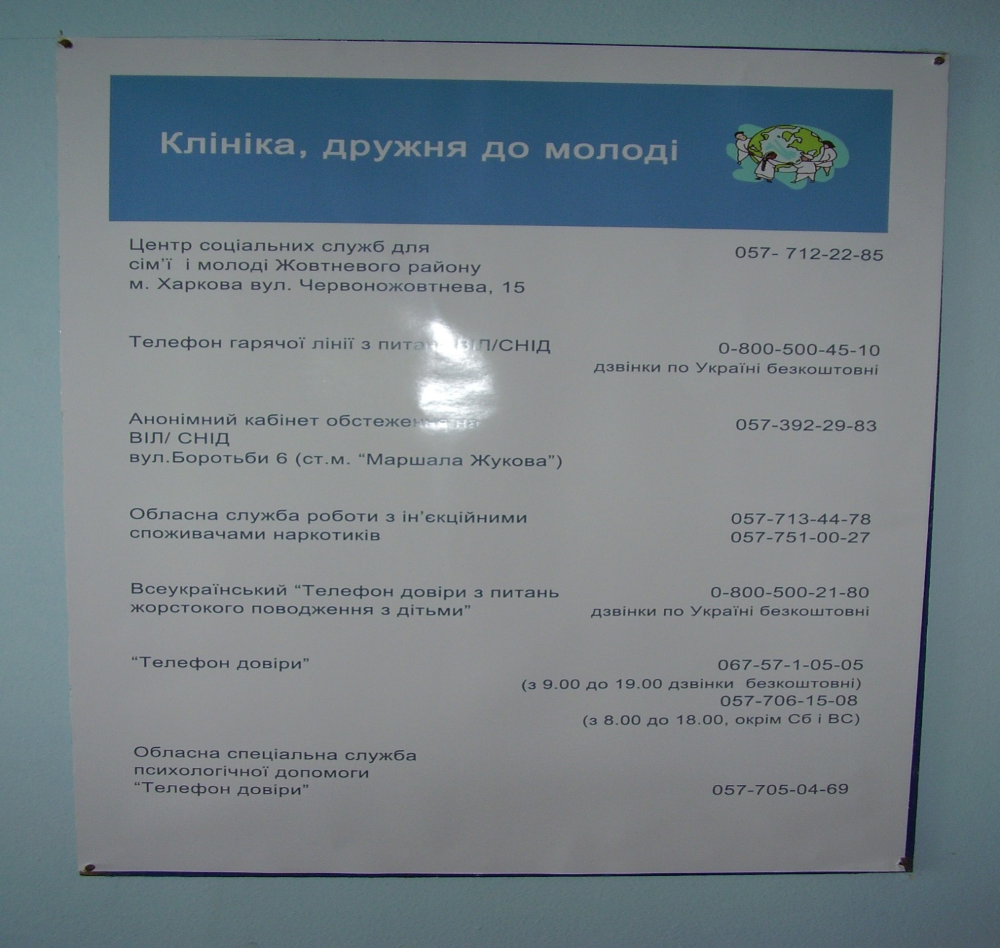 Клініка, дружня до молоді
Центр соціальних служб для
сім’ї і молоді Жовтневого району
м. Харкова вул. Червоножовтнева, 15
057- 712-22-85
Телефон гарячої лінії з питань ВІЛ/СНІД
0-800-500-45-10
дзвінки по Україні безкоштовні
Анонімний кабінет обстеження на
ВІЛ/ СНІД
вул.Боротьби 6 (ст.м. “Маршала Жукова”)
057-392-29-83
Обласна служба роботи з ін’єкційними
споживачами наркотиків
057-713-44-78
057-751-00-27
Всеукраїнський “Телефон довіри з питань
жорстокого поводження з дітьми”
0-800-500-21-80
дзвінки по Україні безкоштовні
“Телефон довіри”
067-57-1-05-05
(з 9.00 до 19.00 дзвінки безкоштовні)
057-706-15-08
(з 8.00 до 18.00, окрім Сб і ВС)
Обласна спеціальна служба
психологічної допомоги
“Телефон довіри”
057-705-04-69